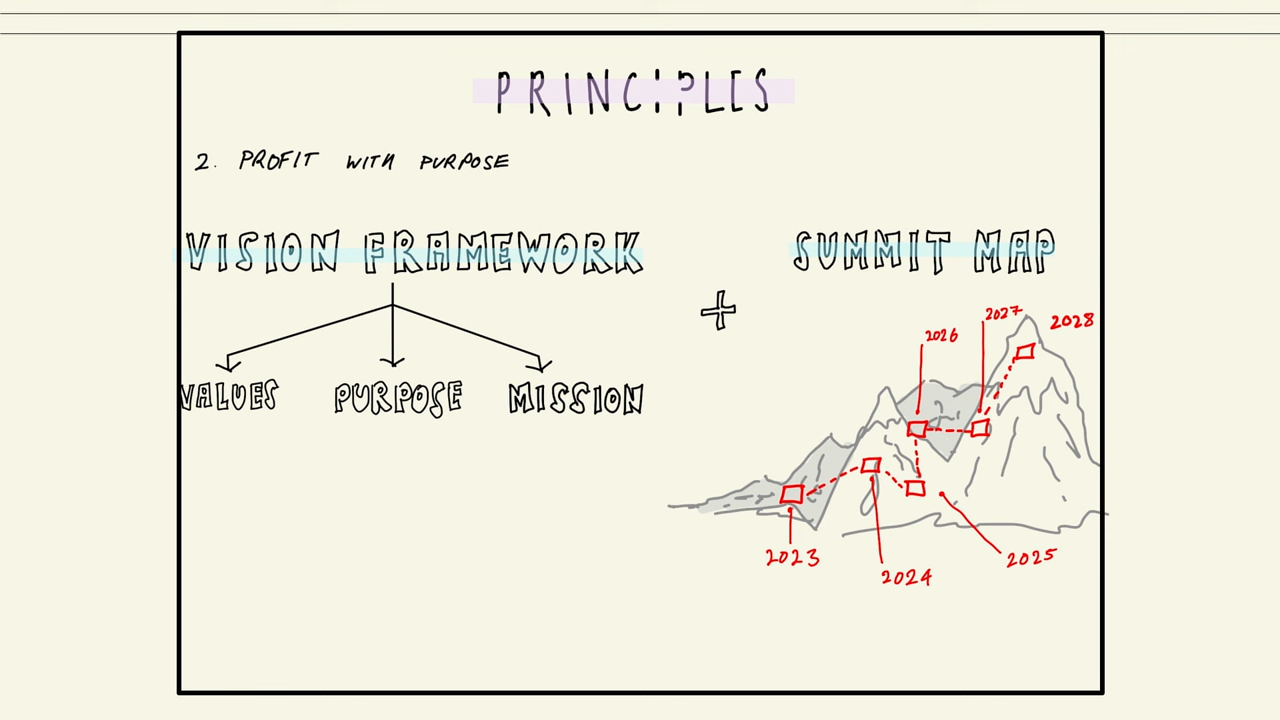 PRINCIPLES
2. PROFIT WITH PURPOSE
VISION FRAMEWORK
+
SUMMIT MAP
VALUES PURPOSE MISSION
2026
2027
2028
2023
2024
2025